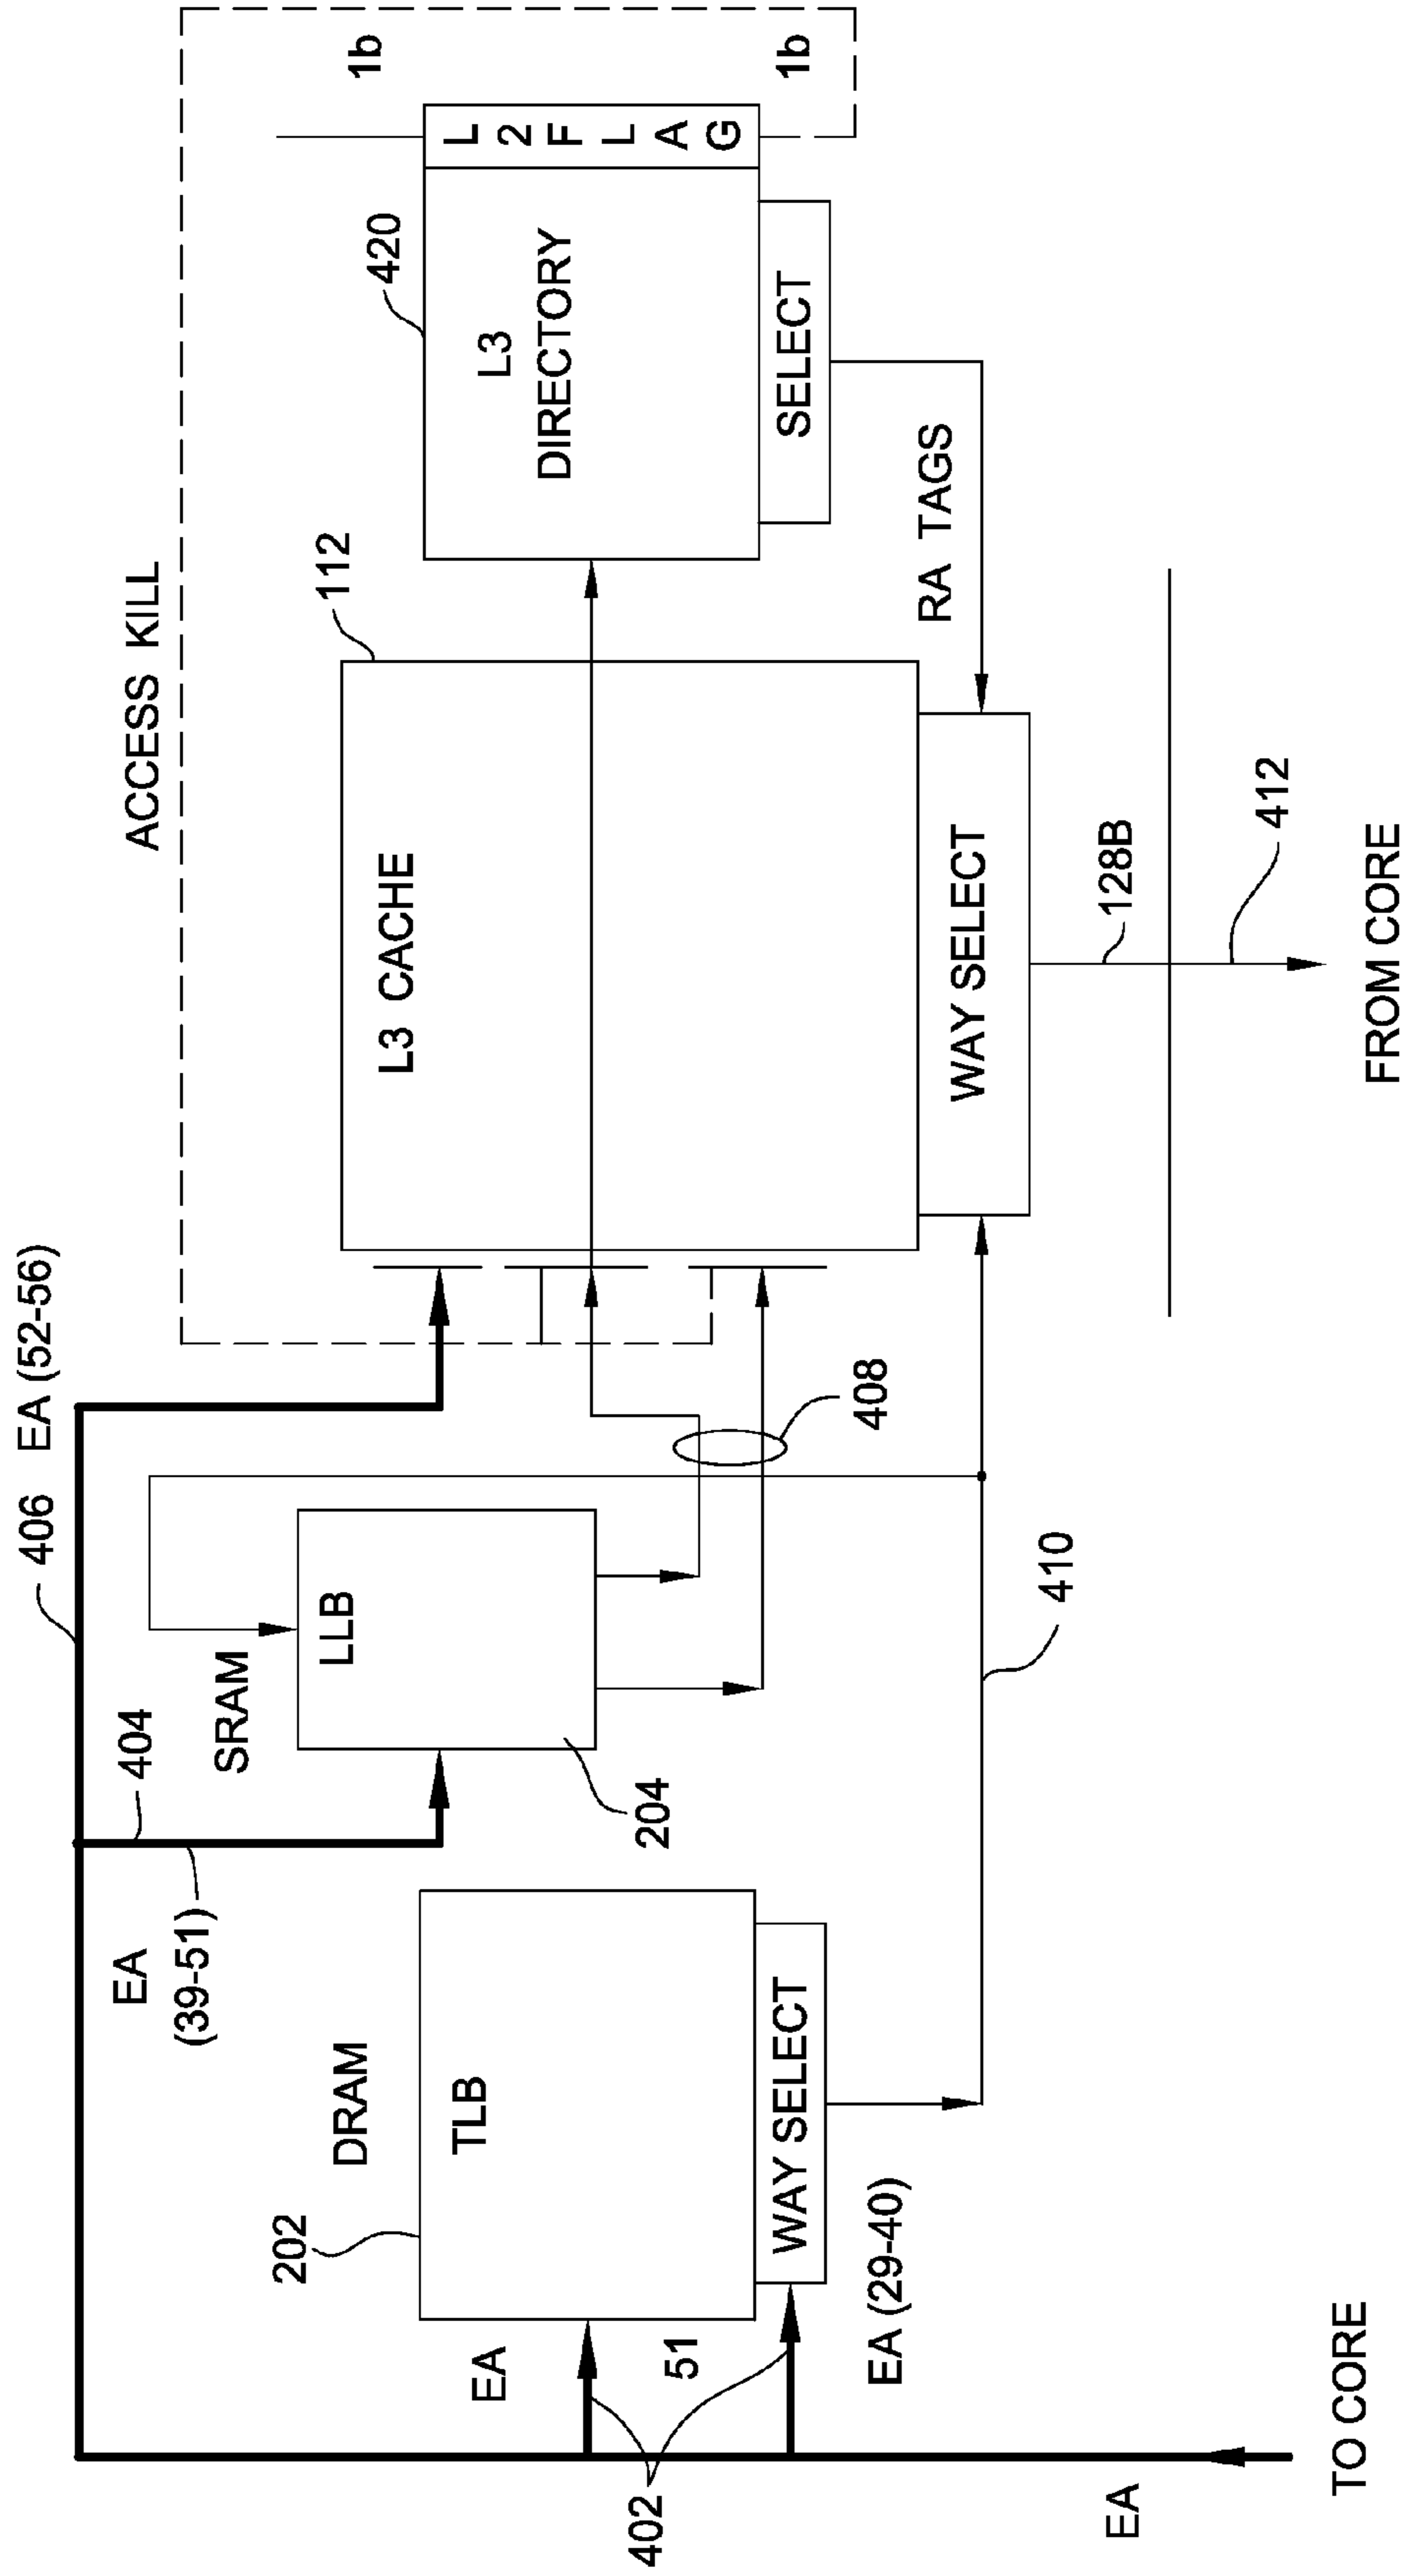 406 EA (52-56)
ACCESS KILL
1b
1b
EA
(39-51)
404
SRAM
LLB
204
408
112
L3 CACHE
WAY SELECT
420
L3
DIRECTORY
L2FLAG
SELECT
RA TAGS
DRAM
202
TLB
WAY SELECT
EA
51
402
EA (29-40)
410
128B
412
EA
TO CORE
FROM CORE